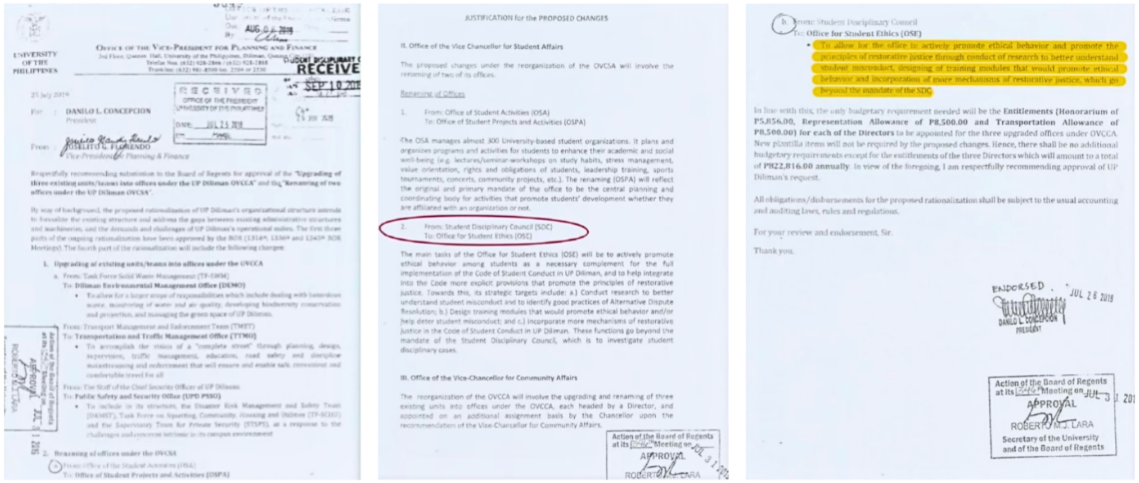 AUG 06 2019
UNIVERSITY
OF THE
PHILIPPINES
OFFICE OF THE VICE-PRESIDENT FOR PLANNING AND FINANCE
STUDENT DISCIPLINARY
RECEIVE
SEP 10 2019
RECEIVED
OFFICE OF THE PRESIDENT
UNIVERSITY OF THE PHILIPPINES
JUL 25 2019
25 July 2019
For : DANILO L. CONCEPCION
President
From : JOSELITO G. FLORENDO
Vice-President Planning & Finance
Respectfully recommending submission to the Board of Regents for approval of the "Upgrading of
three existing units/teams into offices under the UP Diliman OVCCA" and the "Renaming of two
offices under the UP Diliman OVCSA".
By way of background, the proposed rationalization of UP Diliman's organizational structure intends
to formalize the existing structure and address the gaps between existing administrative structures
and machineries, and the demands and challenges of UP Diliman's operational milieu. The first three
parts of the ongoing rationalization have been approved by the BOR
Meetings). The fourth part of the rationalization will include the following changes:
1. Upgrading of existing units/teams into offices under the OVCCA
a. From: Task Force Solid Waste Management (TF-SWM)
To: Diliman Environmental Management Office (DEMO)
• To allow for a larger scope of responsibilities which include dealing with hazardous
waste, monitoring of water and air quality, developing biodiversity conservation
and protection, and managing the green space of UP Diliman.
From: Transport Management and Enforcement Team (TMET)
To: Transportation and Traffic Management Office (TTMO)
• To accomplish the vision of a "complete street" through planning, design,
supervision, traffic management, education, road safety and discipline
and enforcement that will ensure and enable safe, convenient and
comfortable travel for all.
From: The Staff of the Chief Security Officer of UP Diliman
To: Public Safety and Security Office (UPD PSSO)
• To include in its structure, the Disaster Risk Management and Safety Team
Task Force on Squatting, Community Housing and Utilities
and the Supervisory Team for Private Security (STSPS), as a response to the
challenges and external threats in its campus environment
2. Renaming of offices under the OVCSA
a From: Office of the Student Activities (OSA)
To: Office of Student Projects and Activities (OSPA)
Action of the Board of Regents
at its Meeting on
APPROVAL
ROBERTO M.J. LARA
JUSTIFICATION for the PROPOSED CHANGES
II. Office of the Vice Chancellor for Student Affairs
The proposed changes under the reorganization of the OVCSA will involve the
renaming of two of its offices.
Renaming of Offices
1. From: Office of Student Activities (OSA)
To: Office of Student Projects and Activities (OSPA)
The OSA manages almost 300 University-based student organizations. It plans and
organizes programs and activities for students to enhance their academic and social
well-being (e.g. lectures/seminar-workshops on study habits, stress management,
value orientation, rights and obligations of students, leadership training, sports
tournaments, concerts, community projects, etc.). The renaming (OSPA) will reflect
the original and primary mandate of the office to be the central planning and
coordinating body for activities that promote students' development whether they
are affiliated with an organization or not.
2. From: Student Disciplinary Council (SDC)
To: Office for Student Ethics (OSE)
The main tasks of the Office for Student Ethics (OSE) will be to actively promote
ethical behavior among students as a necessary complement for the full
implementation of the Code of Student Conduct in UP Diliman, and to help integrate
into the Code more explicit provisions that promote the principles of restorative
justice. Towards this, its strategic targets include: a.) Conduct research to better
understand student misconduct and to identify good practices of Alternative Dispute
Resolution; b.) Design training modules that would promote ethical behavior and/or
help deter student misconduct; and c.) incorporate more mechanisms of restorative
justice in the Code of Student Conduct in UP Diliman. These functions go beyond the
mandate of the Student Disciplinary Council, which is to investigate student
disciplinary cases.
III. Office of the Vice-Chancellor for Community Affairs
The reorganization of the OVCCA will involve the upgrading and renaming of three
existing units into offices under the OVCCA, each headed by a Director, and
appointed on an additional assignment basis by the Chancellor upon the
recommendation of the Vice-Chancellor for Community Affairs.
Action of the Board of Regents
at its Meeting on
APPROVAL
ROBERTO LARA
b. From: Student Disciplinary Council
To: Office for Student Ethics (OSE)
• To allow for the office to actively promote ethical behavior and promote the
principles of restorative justice through conduct of research to better understand
student misconduct, designing of training modules that would promote ethical
behavior and incorporation of more mechanisms of restorative justice, which go
beyond the mandate of the SDC.
In line with this, the only budgetary requirement needed will be the Entitlements (Honorarium of
P5,856.00, Representation Allowance of P8,500.00 and Transportation Allowance of
P8,500.00) for each of the Directors to be appointed for the three upgraded offices under OVCCA.
New plantilla items will not be required by the proposed changes. Hence, there shall be no additional
budgetary requirements except for the entitlements of the three Directors which will amount to a total
of P822,816.00 annually. In view of the foregoing, I am respectfully recommending approval of UP
Diliman's request.
All obligations/disbursements for the proposed rationalization shall be subject to the usual accounting
and auditing laws, rules and regulations.
For your review and endorsement, Sir.
Thank you.
ENDORSED.
JUL 26 2019
DANILO L. CONCEPCION
PRESIDENT
Action of the Board of Regents
at its Meeting on JUL 31 201
APPROVAL
ROBERTO M.J. LARA
Secretary of the University
and of the Board of Regents